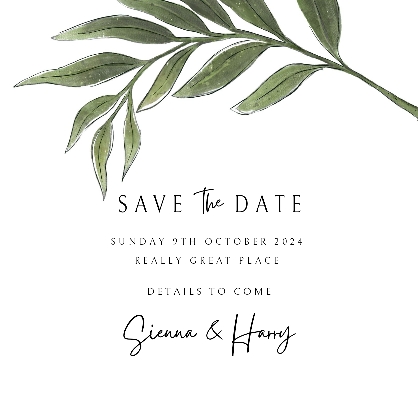 SAVE the DATE
SUNDAY 9TH OCTOBER 2024
REALLY GREAT PLACE
DETAILS TO COME
Sienna & Harry